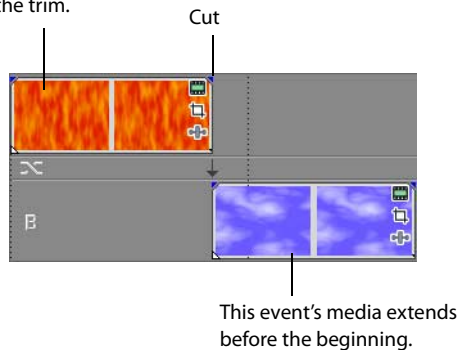 the trim.
Cut
B
This event’s media extends
before the beginning.